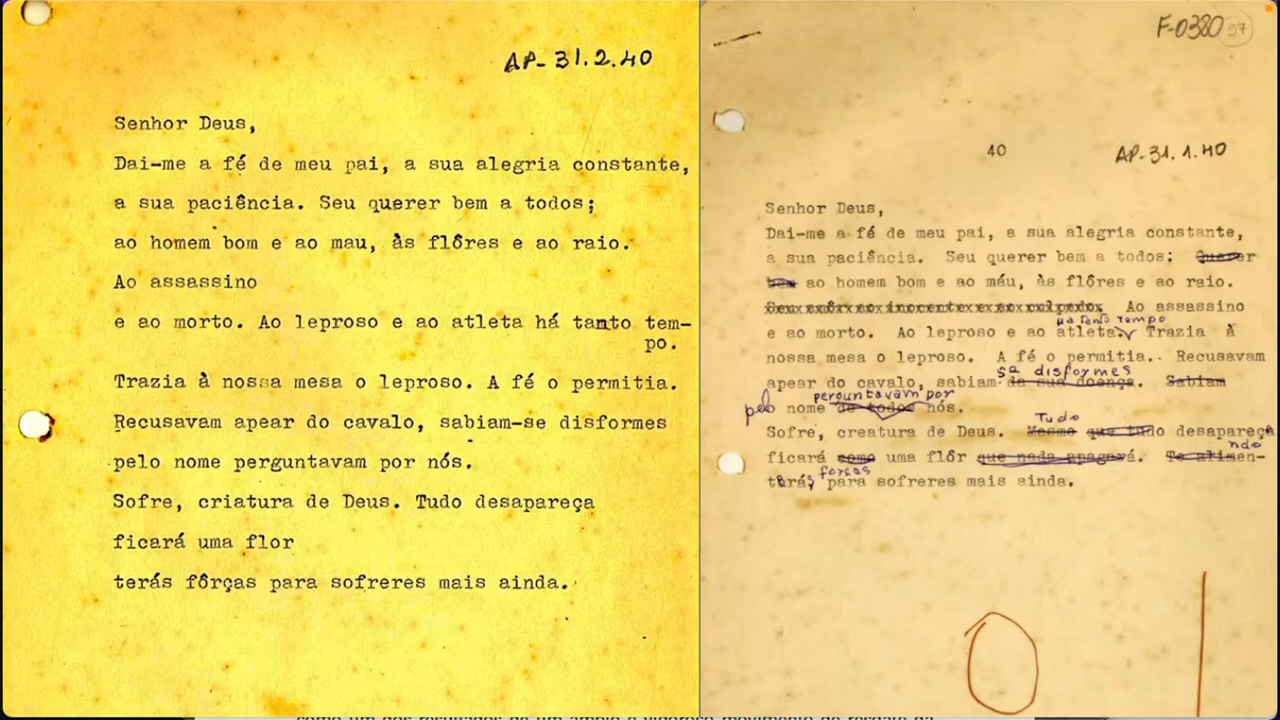 AP- 31.2.40
Senhor Deus,
Dai-me a fé de meu pai, a sua alegria constante,
a sua paciência. Seu querer bem a todos;
ao homem bom e ao mau, às flôres e ao raio.
Ao assassino
e ao morto. Ao leproso e ao atleta há tanto tem-
po.
Trazia à nossa mesa o leproso. A fé o permitia.
Recusavam apear do cavalo, sabiam-se disformes
pelo nome perguntavam por nós.
Sofre, criatura de Deus. Tudo desapareça
ficará uma flor
terás fôrças para sofreres mais ainda.
F-0380 37
40
AP- 31.1.40
Senhor Deus,
Dai-me a fé de meu pai, a sua alegria constante,
a sua paciência. Seu querer bem a todos: Querer
bem ao homem bom e ao máu, às flôres e ao raio.
Ao assassino
há tanto tempo
e ao morto. Ao leproso e ao atleta. Trazia à
nossa mesa o leproso. A fé o permitia. Recusavam
se disformes
apear do cavalo, sabiam da sua doença. Sabiam
perguntavam por
pelo nome de todos nós.
Tudo
Sofre, creatura de Deus. Mesmo que tudo desapareça
ndo
ficará como uma flôr que nada apagará. Te alimen-
forças
terás para sofreres mais ainda.